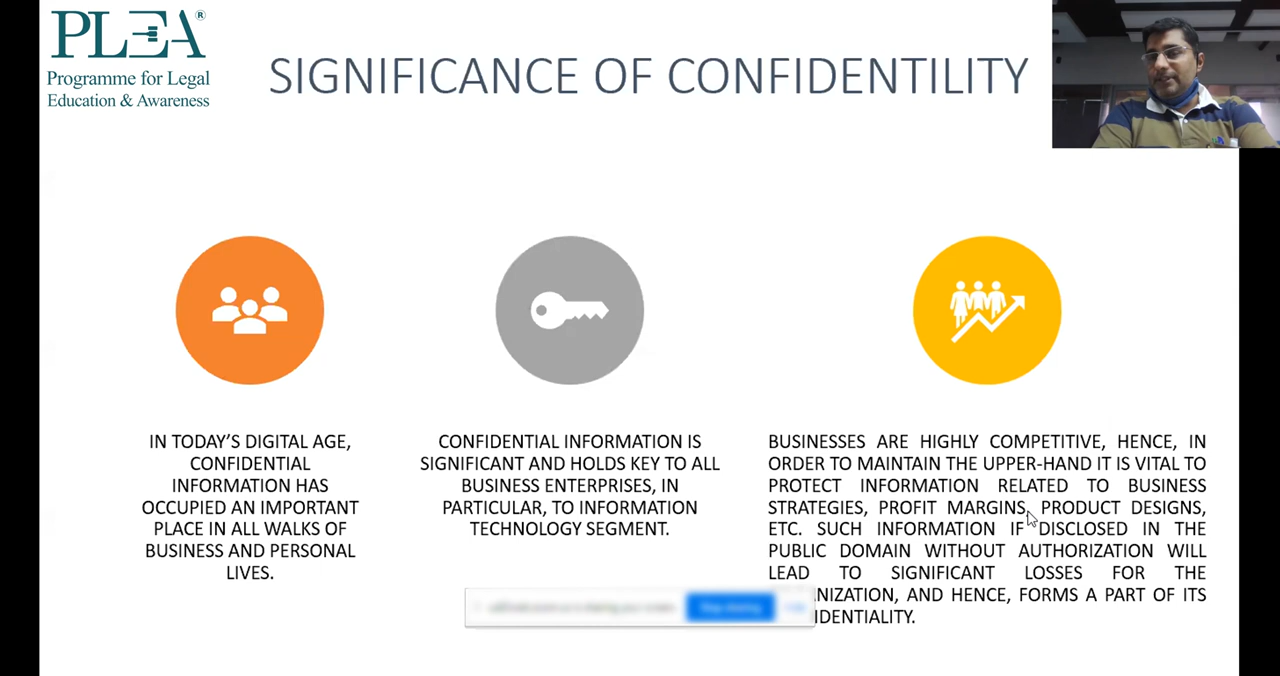 PLEA®
Programme for Legal
Education & Awareness
SIGNIFICANCE OF CONFIDENTILITY
IN TODAY'S DIGITAL AGE,
CONFIDENTIAL
INFORMATION HAS
OCCUPIED AN IMPORTANT
PLACE IN ALL WALKS OF
BUSINESS AND PERSONAL
LIVES.
CONFIDENTIAL INFORMATION IS
SIGNIFICANT AND HOLDS KEY TO ALL
BUSINESS ENTERPRISES, IN
PARTICULAR, TO INFORMATION
TECHNOLOGY SEGMENT.
BUSINESSES ARE HIGHLY COMPETITIVE, HENCE, IN
ORDER TO MAINTAIN THE UPPER-HAND IT IS VITAL TO
PROTECT INFORMATION RELATED TO BUSINESS
STRATEGIES, PROFIT MARGINS, PRODUCT DESIGNS,
ETC. SUCH INFORMATION IF DISCLOSED IN THE
PUBLIC DOMAIN WITHOUT AUTHORIZATION WILL
LEAD TO SIGNIFICANT LOSSES FOR THE
NIZATION, AND HENCE, FORMS A PART OF ITS
IDENTIALITY.